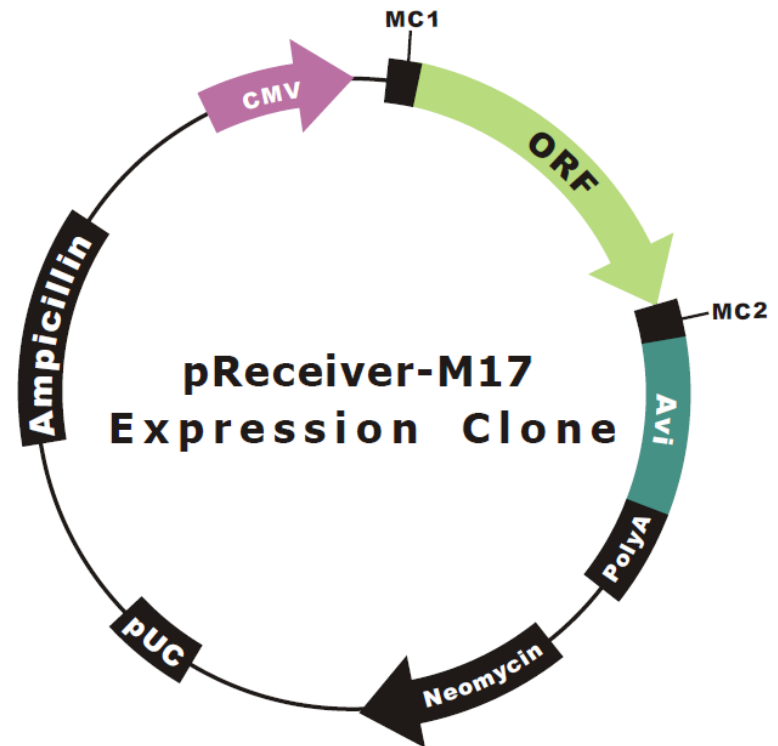 MC1
CMV
ORF
MC2
Ampicillin
pReceiver-M17
Expression Clone
Avi
PolyA
pUC
Neomycin